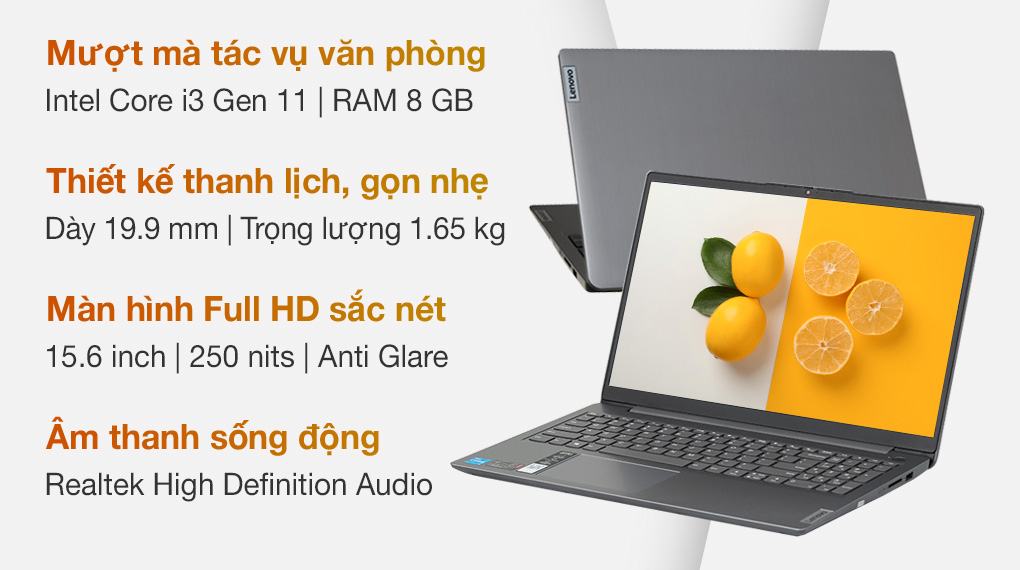 Mượt mà tác vụ văn phòng
Intel Core i3 Gen 11 | RAM 8 GB
Thiết kế thanh lịch, gọn nhẹ
Dày 19.9 mm | Trọng lượng 1.65 kg
Màn hình Full HD sắc nét
15.6 inch | 250 nits | Anti Glare
Âm thanh sống động
Realtek High Definition Audio
Lenovo
Lenovo